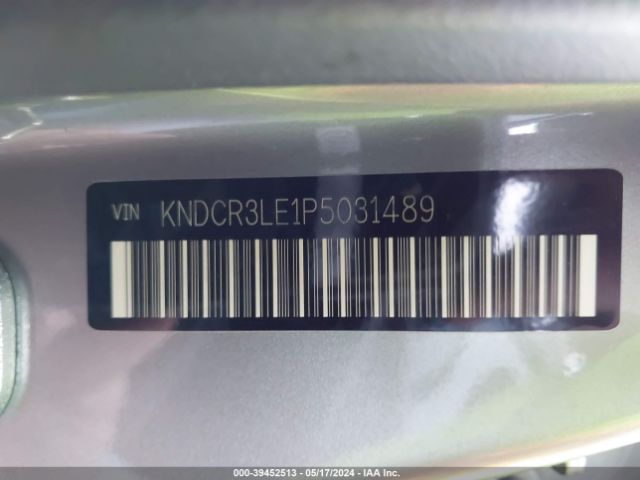 VIN KNDCR3LE1P5031489
000-39452513 - 05/17/2024 - IAA Inc.